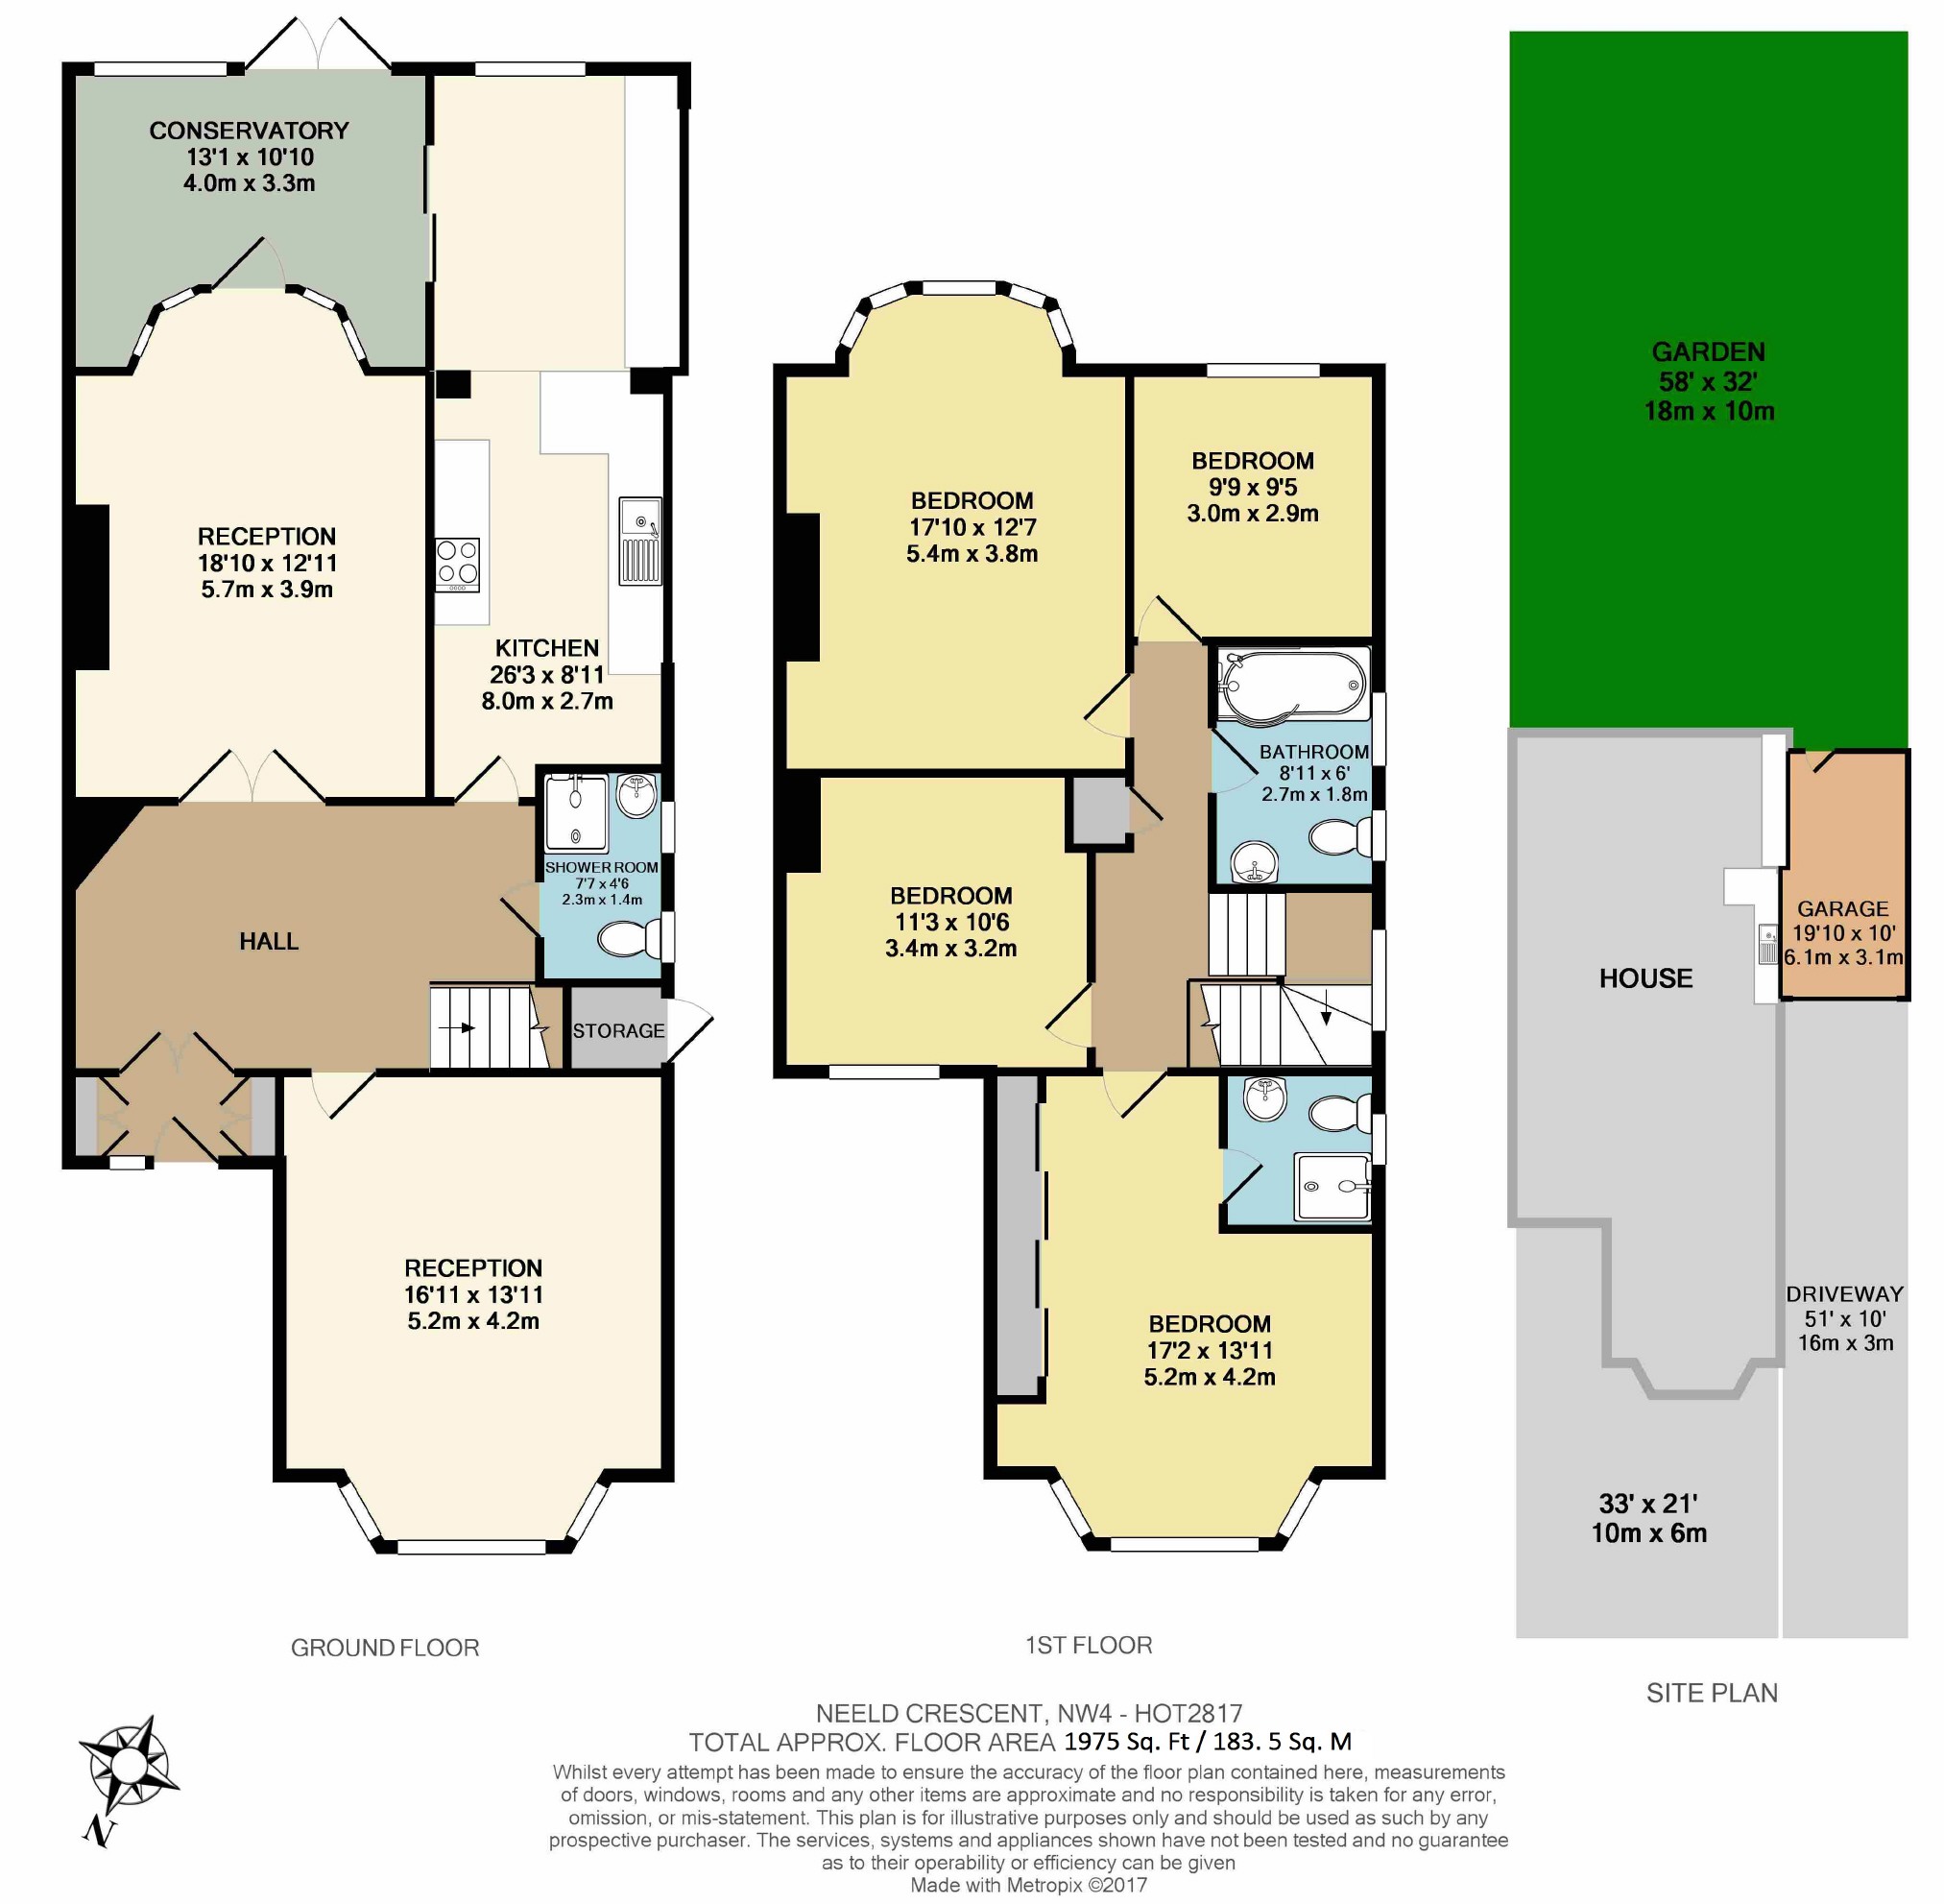 CONSERVATORY
13'1 x 10'10
4.0m x 3.3m
RECEPTION
18'10 x 12'11
5.7m x 3.9m
KITCHEN
26'3 x 8'11
8.0m x 2.7m
SHOWER ROOM
7'7 x 4'6
2.3m x 1.4m
HALL
STORAGE
RECEPTION
16'11 x 13'11
5.2m x 4.2m
GROUND FLOOR
BEDROOM
17'10 x 12'7
5.4m x 3.8m
BEDROOM
9'9 x 9'5
3.0m x 2.9m
BATHROOM
8'11 x 6'
2.7m x 1.8m
BEDROOM
11'3 x 10'6
3.4m x 3.2m
BEDROOM
17'2 x 13'11
5.2m x 4.2m
1ST FLOOR
GARDEN
58' x 32'
18m x 10m
GARAGE
19'10 x 10'
6.1m x 3.1m
HOUSE
DRIVEWAY
51' x 10'
16m x 3m
33' x 21'
10m x 6m
SITE PLAN
N
NEELD CRESCENT, NW4 - HOT2817
TOTAL APPROX. FLOOR AREA 1975 Sq. Ft / 183. 5 Sq. M
Whilst every attempt has been made to ensure the accuracy of the floor plan contained here, measurements
of doors, windows, rooms and any other items are approximate and no responsibility is taken for any error,
omission, or mis-statement. This plan is for illustrative purposes only and should be used as such by any
prospective purchaser. The services, systems and appliances shown have not been tested and no guarantee
as to their operability or efficiency can be given
Made with Metropix ©2017